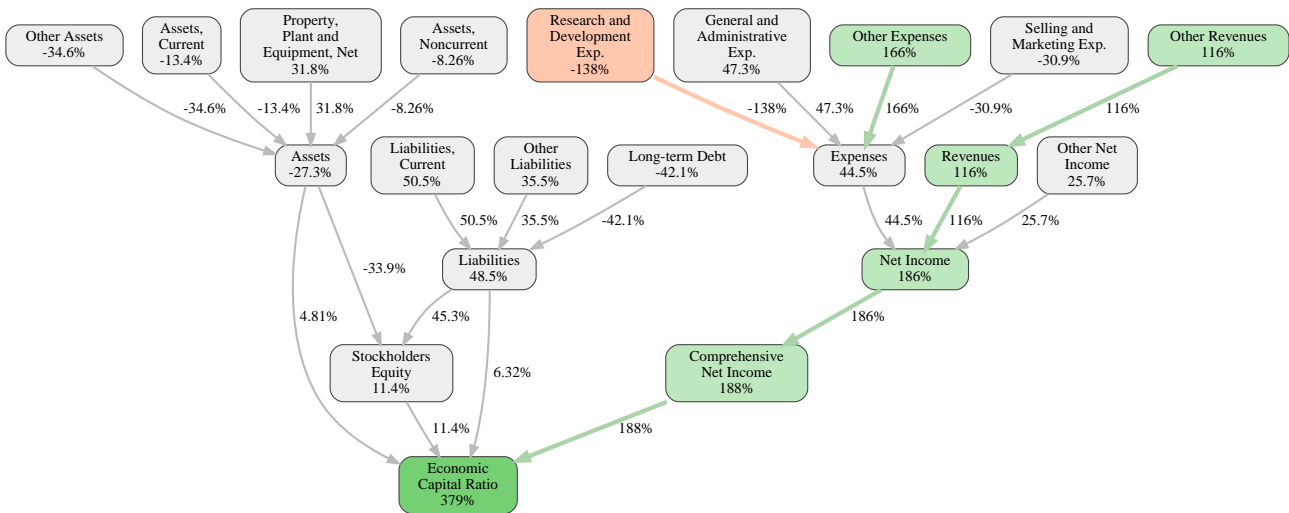 Other Assets
-34.6%
Assets,
Current
-13.4%
Property,
Plant and
Equipment, Net
31.8%
Assets,
Noncurrent
-8.26%
Research and
Development
Exp.
-138%
General and
Administrative
Exp.
47.3%
Other Expenses
166%
Selling and
Marketing Exp.
-30.9%
Other Revenues
116%
-34.6%
-13.4%
31.8%
-8.26%
-138%
47.3%
166%
-30.9%
116%
Assets
-27.3%
Liabilities,
Current
50.5%
Other
Liabilities
35.5%
Long-term Debt
-42.1%
Expenses
44.5%
Revenues
116%
Other Net
Income
25.7%
50.5%
35.5%
-42.1%
44.5%
116%
25.7%
Liabilities
48.5%
Net Income
186%
-33.9%
4.81%
45.3%
6.32%
186%
Stockholders
Equity
11.4%
Comprehensive
Net Income
188%
11.4%
188%
Economic
Capital Ratio
379%